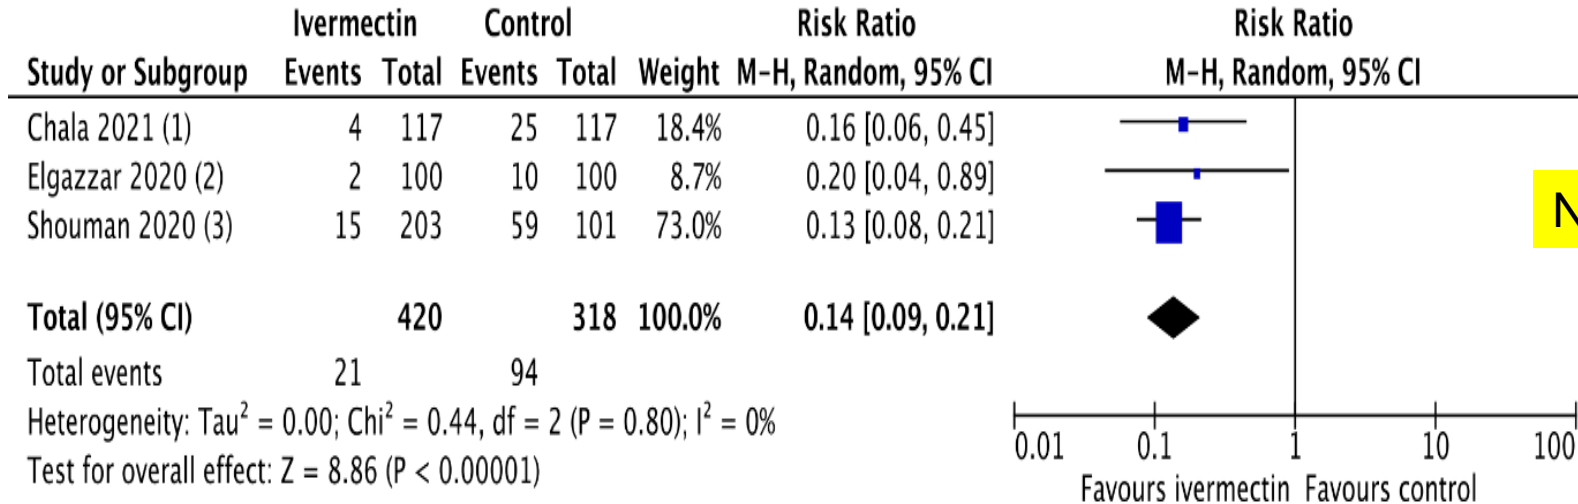 Ivermectin Control Risk Ratio Risk Ratio
Study or Subgroup Events Total Events Total Weight M-H, Random, 95% CI M-H, Random, 95% CI
Chala 2021 (1) 4 117 25 117 18.4% 0.16 [0.06, 0.45]
Elgazzar 2020 (2) 2 100 10 100 8.7% 0.20 [0.04, 0.89]
Shouman 2020 (3) 15 203 59 101 73.0% 0.13 [0.08, 0.21]
N
Total (95% CI) 420 318 100.0% 0.14 [0.09, 0.21]
Total events 21 94
Heterogeneity: Tau² = 0.00; Chi² = 0.44, df = 2 (P = 0.80); I² = 0%
Test for overall effect: Z = 8.86 (P < 0.00001)
0.01 0.1 1 10 100
Favours ivermectin Favours control